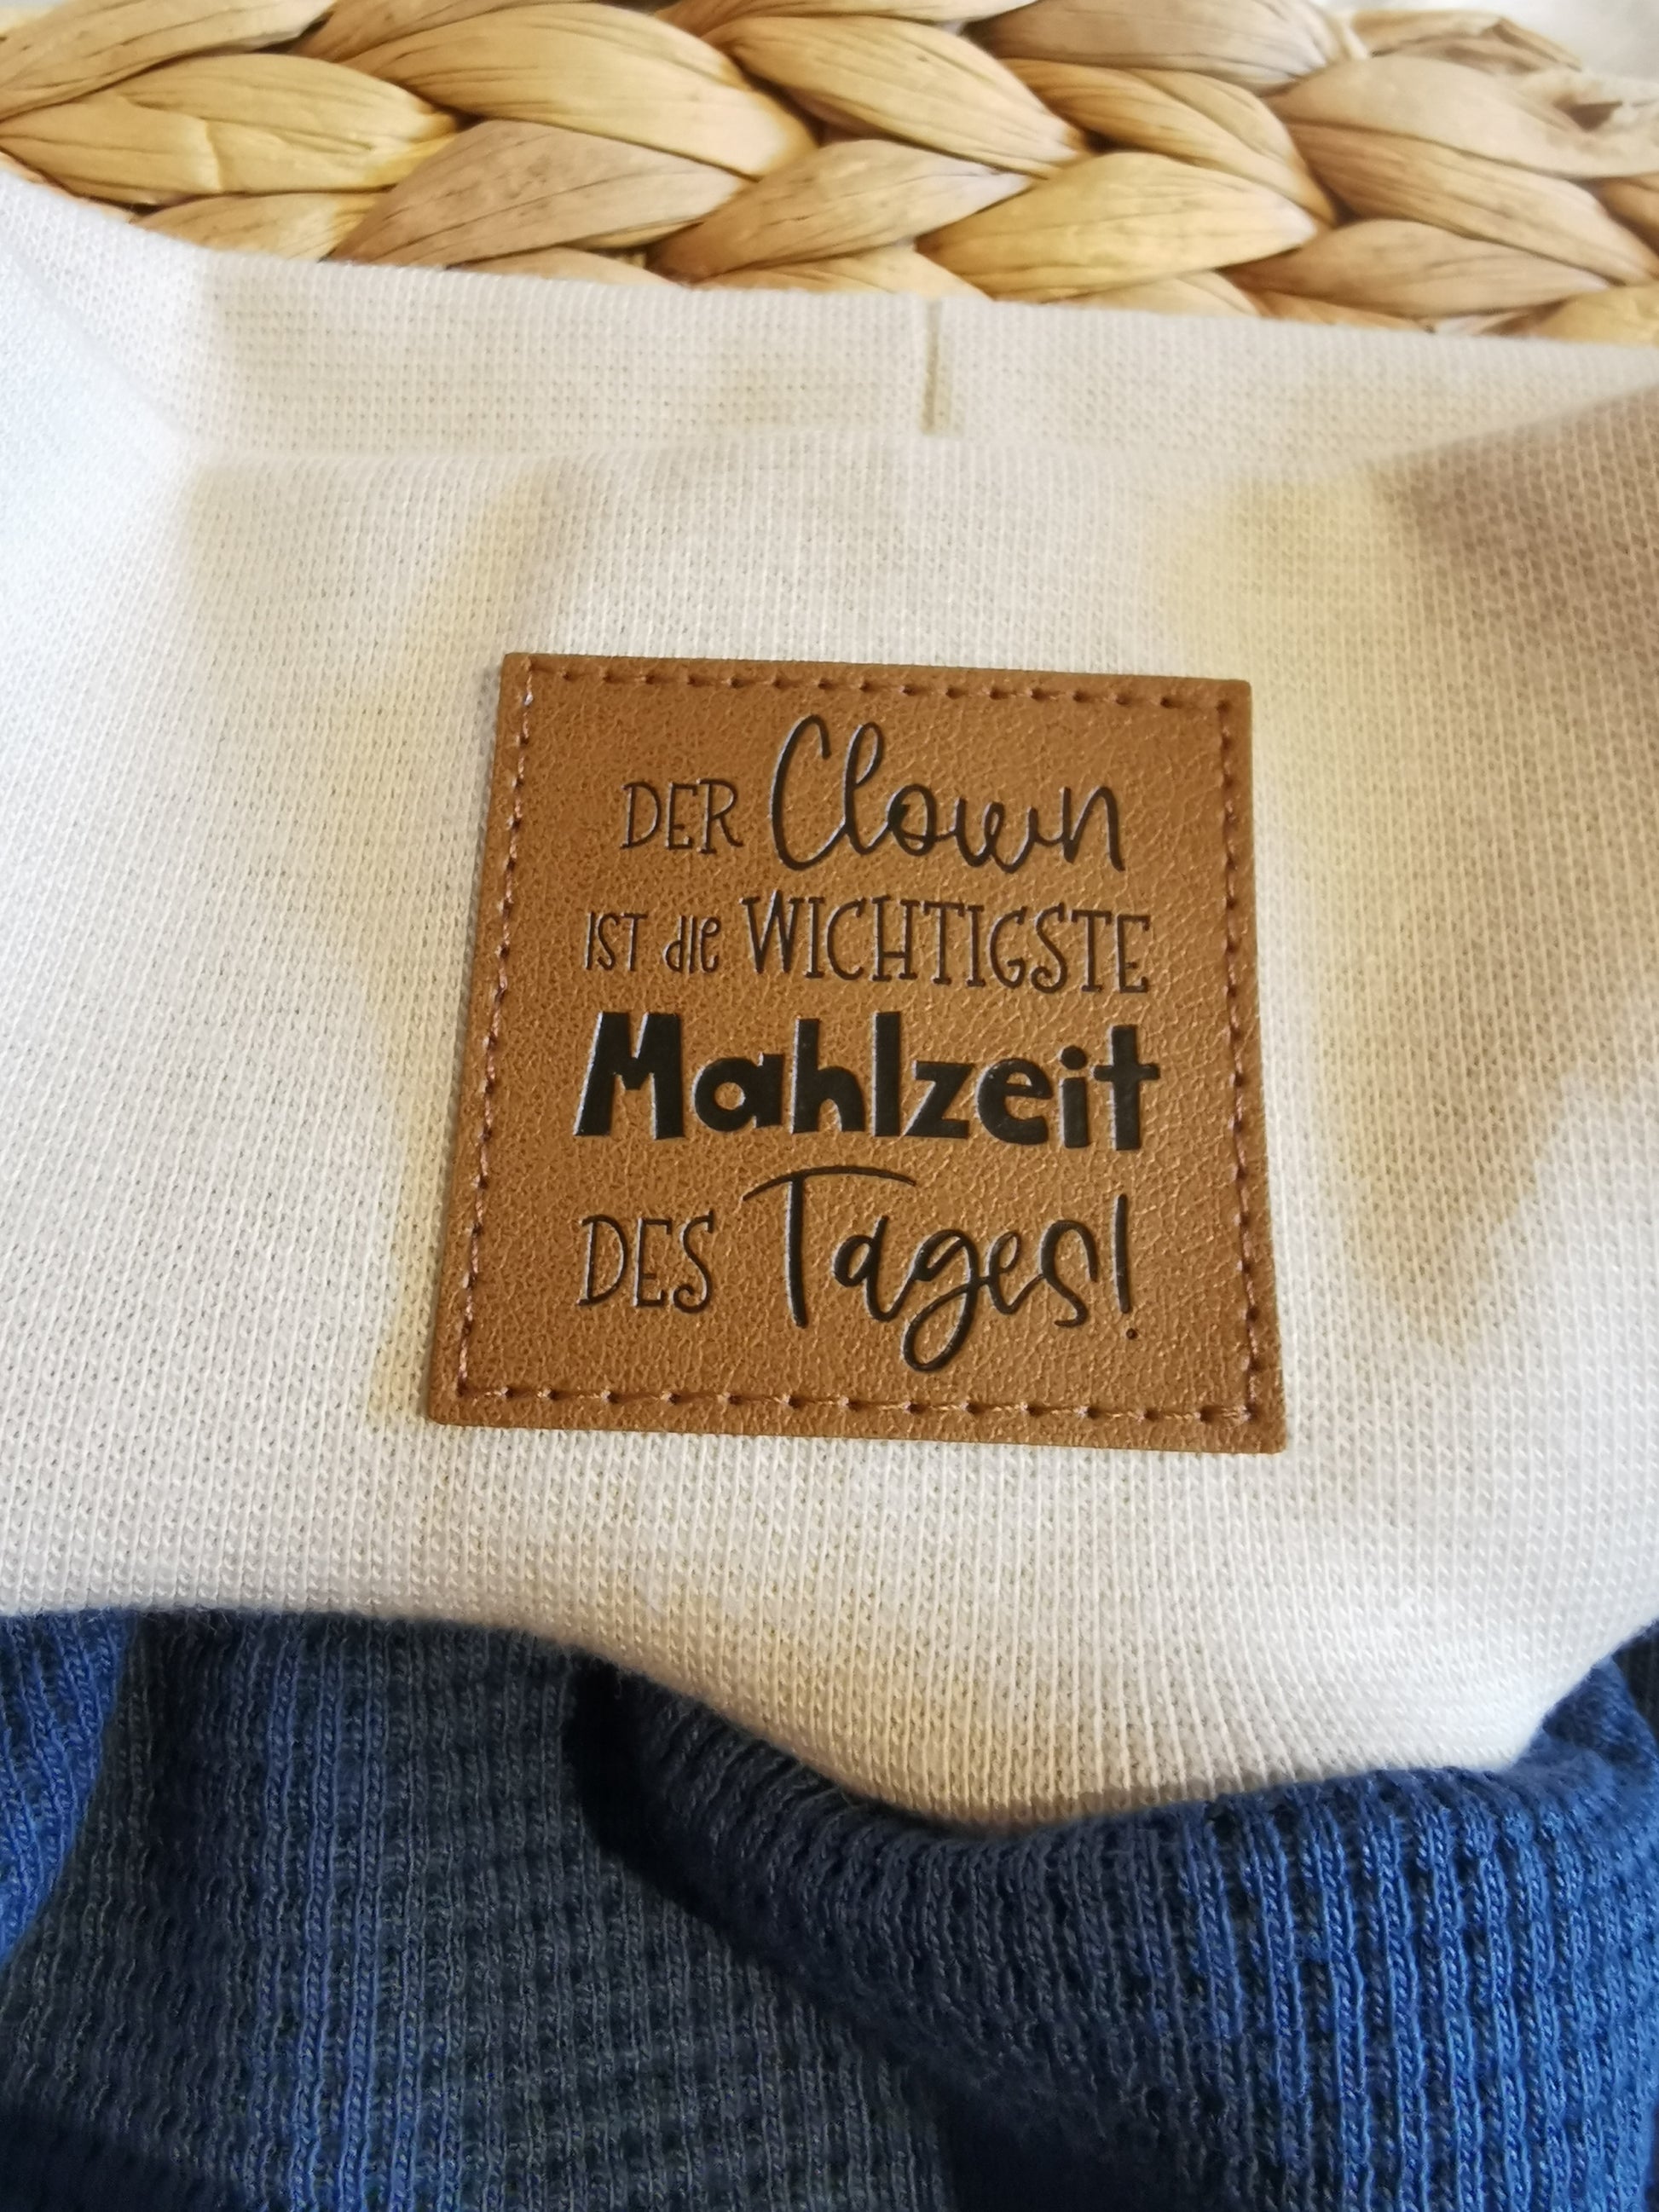 DER Clown
IST die WICHTIGSTE
Mahlzeit
DES Tages!